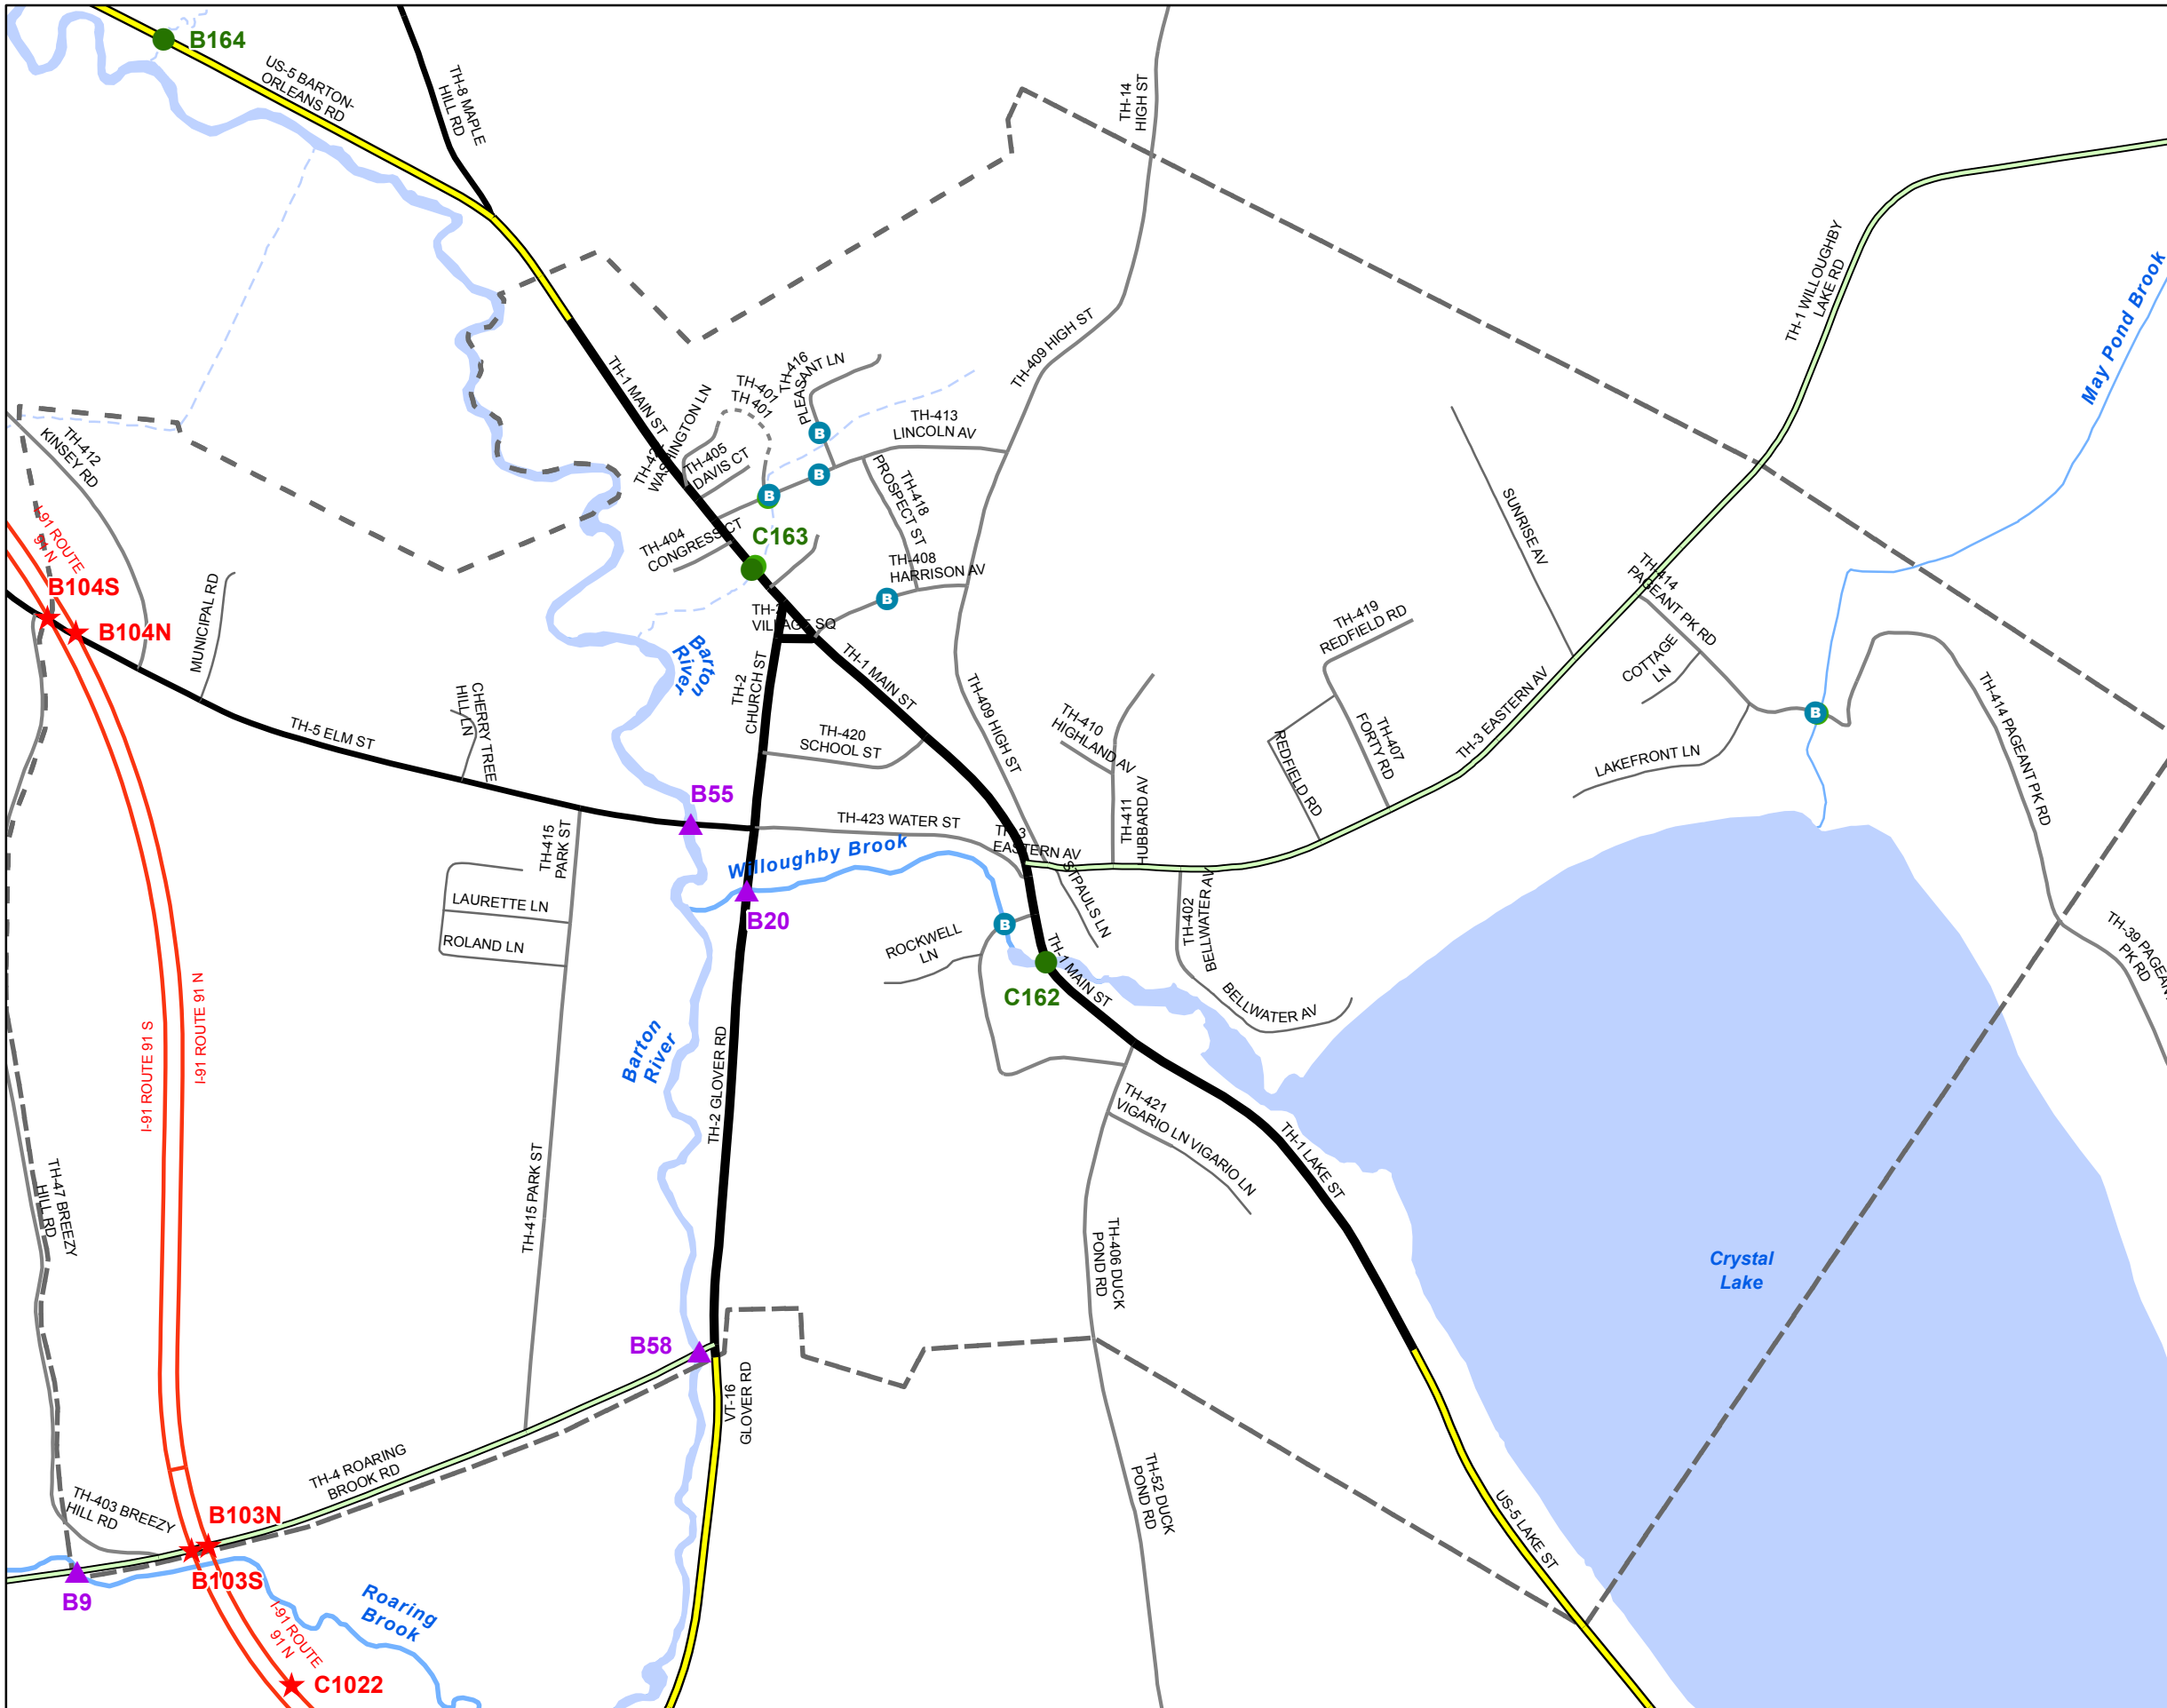 B164
US-5 BARTON-
ORLEANS RD
TH-8 MAPLE
HILL RD
TH-14
HIGH ST
TH-1 WILLOUGHBY
LAKE RD
May Pond Brook
TH-409 HIGH ST
TH-1 MAIN ST
TH-416
PLEASANT LN
TH-401
TH 401
WASHINGTON LN
TH-405
DAVIS CT
TH-413
LINCOLN AV
B
B
B
TH-418
PROSPECT ST
TH-404
CONGRESS CT
C163
TH-408
HARRISON AV
B
TH-412
KINSEY RD
I-91 ROUTE
91 N
B104S
B104N
MUNICIPAL RD
VILLAGE SQ
Barton
River
TH-2
CHURCH ST
TH-1 MAIN ST
TH-420
SCHOOL ST
TH-409 HIGH ST
TH-410
HIGHLAND AV
TH-411
HUBBARD AV
TH-419
REDFIELD RD
REDFIELD RD
TH-407
FORTY RD
TH-3 EASTERN AV
SUNRISE AV
TH-414
PAGEANT PK RD
COTTAGE
LN
LAKEFRONT LN
B
TH-414 PAGEANT PK RD
TH-5 ELM ST
CHERRY TREE
HILL LN
B55
TH-423 WATER ST
TH-3
EASTERN AV
Willoughby Brook
B20
TH-415
PARK ST
LAURETTE LN
ROLAND LN
ROCKWELL
LN
B
ST PAULS LN
TH-402
BELLWATER AV
BELLWATER AV
C162
TH-1 MAIN ST
TH-39 PAGEANT
PK RD
I-91 ROUTE 91 S
I-91 ROUTE 91 N
Barton
River
TH-2 GLOVER RD
TH-421
VIGARIO LN VIGARIO LN
TH-1 LAKE ST
TH-47 BREEZY
HILL RD
TH-415 PARK ST
TH-406 DUCK
POND RD
Crystal
Lake
B58
VT-16
GLOVER RD
TH-4 ROARING
BROOK RD
TH-52 DUCK
POND RD
US-5 LAKE ST
TH-403 BREEZY
HILL RD
B103N
B103S
B9
Roaring
Brook
I-91 ROUTE
91 N
C1022